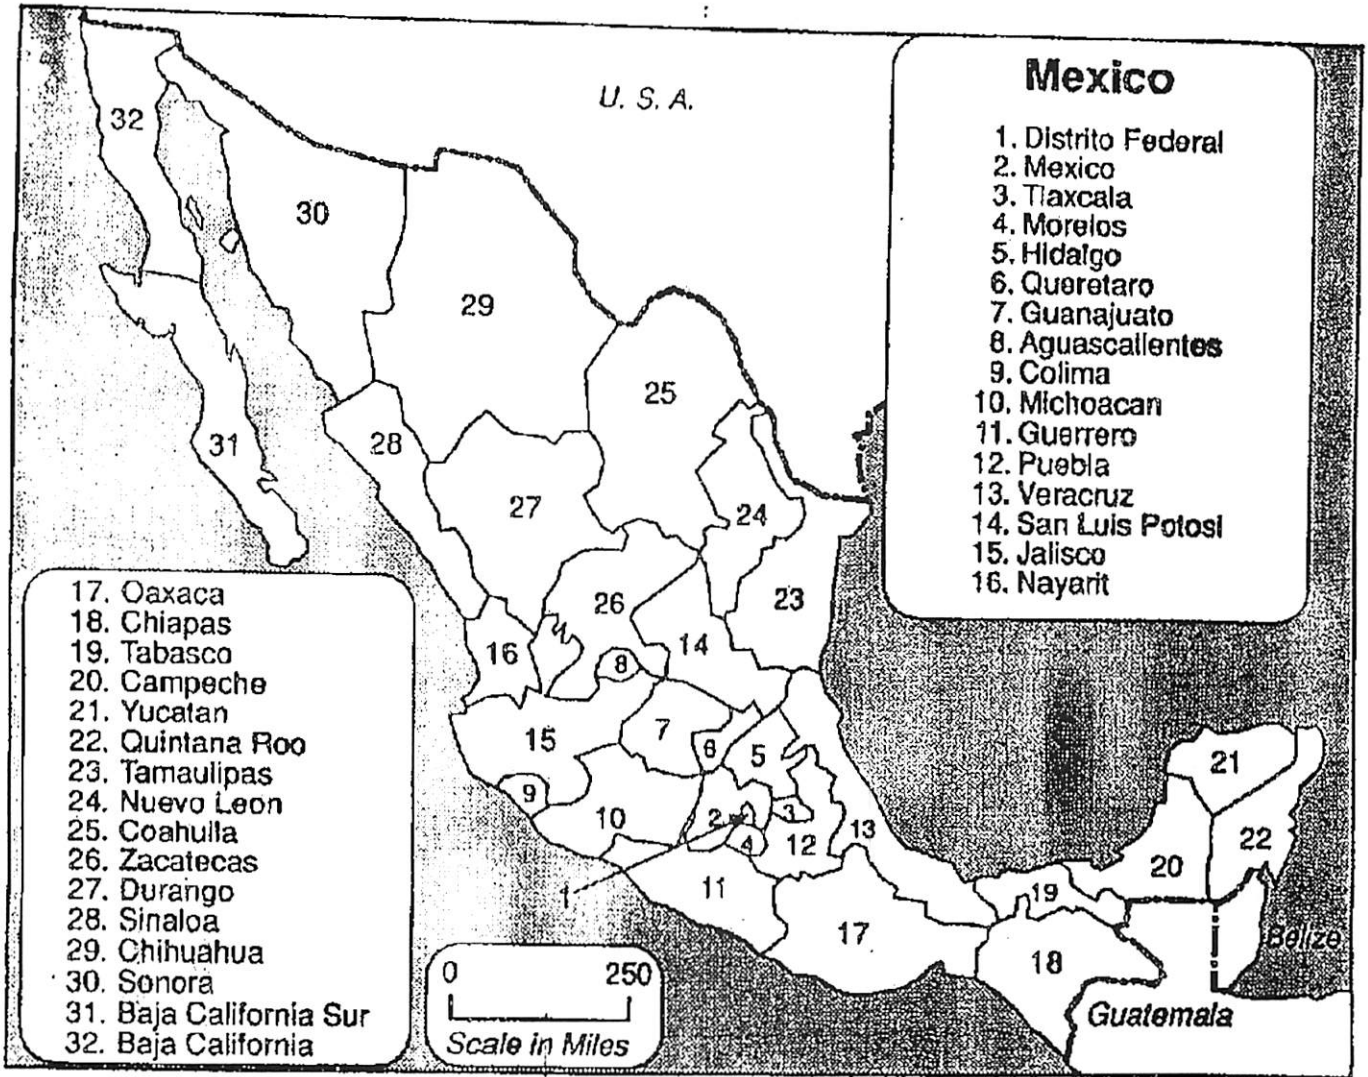 U. S. A.
Mexico
1. Distrito Federal
2. Mexico
3. Tlaxcala
4. Morelos
5. Hidalgo
6. Queretaro
7. Guanajuato
8. Aguascalientes
9. Colima
10. Michoacan
11. Guerrero
12. Puebla
13. Veracruz
14. San Luis Potosi
15. Jalisco
16. Nayarit
17. Oaxaca
18. Chiapas
19. Tabasco
20. Campeche
21. Yucatan
22. Quintana Roo
23. Tamaulipas
24. Nuevo Leon
25. Coahuila
26. Zacatecas
27. Durango
28. Sinaloa
29. Chihuahua
30. Sonora
31. Baja California Sur
32. Baja California
32
30
29
25
31
28
27
24
26
23
16
8
14
15
7
6
5
21
9
10
2
3
13
22
4
12
20
1
11
19
17
18
Belize
Guatemala
0 250
Scale in Miles